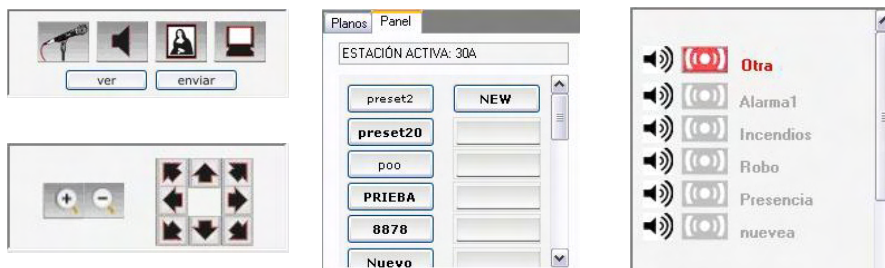 ver enviar
Planos Panel
ESTACIÓN ACTIVA: 30A
preset2 NEW
preset20
poo
PRIEBA
8878
Nuevo
Otra
Alarma1
Incendios
Robo
Presencia
nuevea